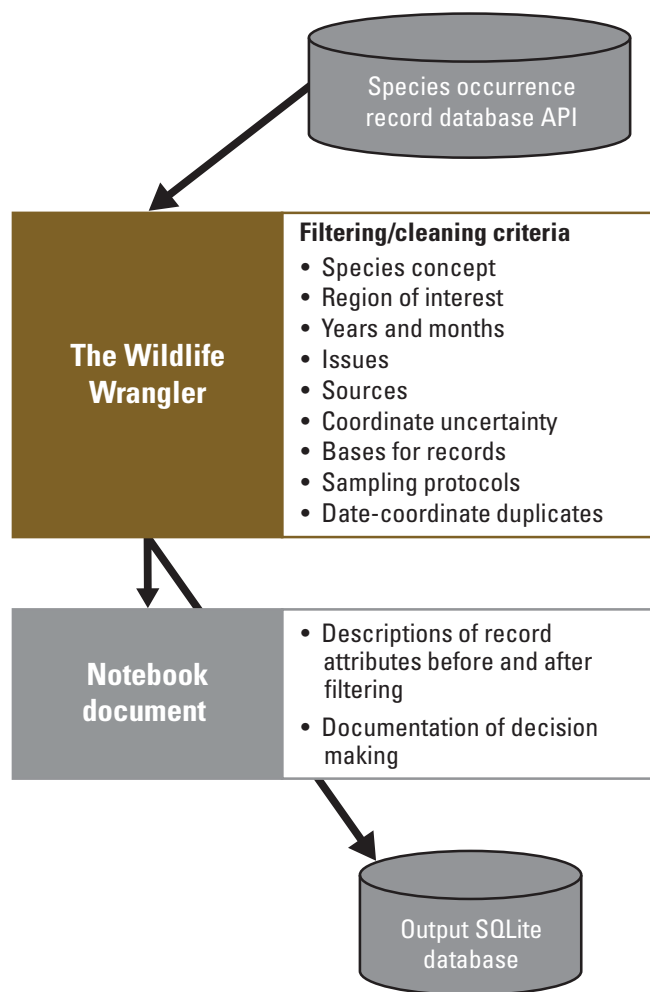 Species occurrence
record database API
The Wildlife
Wrangler
Filtering/cleaning criteria
• Species concept
• Region of interest
• Years and months
• Issues
• Sources
• Coordinate uncertainty
• Bases for records
• Sampling protocols
• Date-coordinate duplicates
Notebook
document
• Descriptions of record
attributes before and after
filtering
• Documentation of decision
making
Output SQLite
database